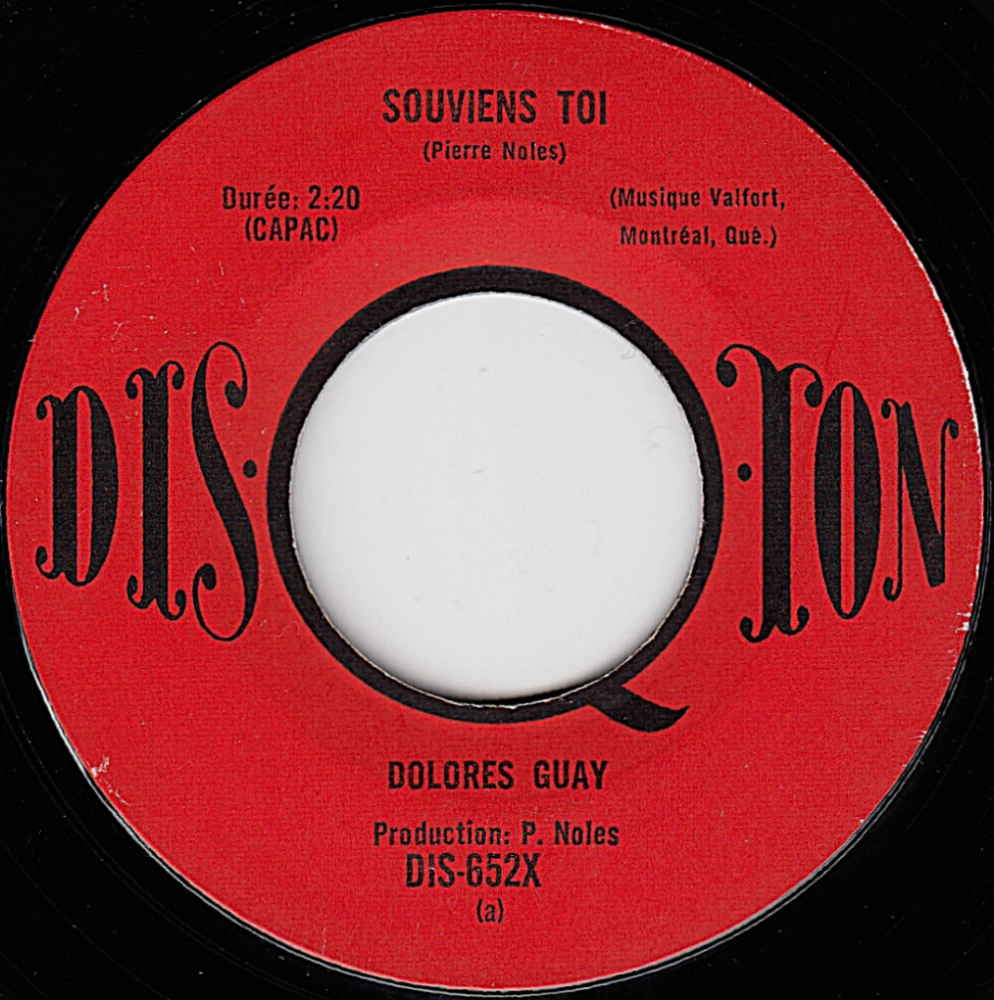 SOUVIENS TOI
(Pierre Noles)
Durée: 2:20
(CAPAC)
(Musique Valfort,
Montréal, Qué.)
DIS·Q·ION
DOLORES GUAY
Production: P. Noles
DIS-652X
(a)